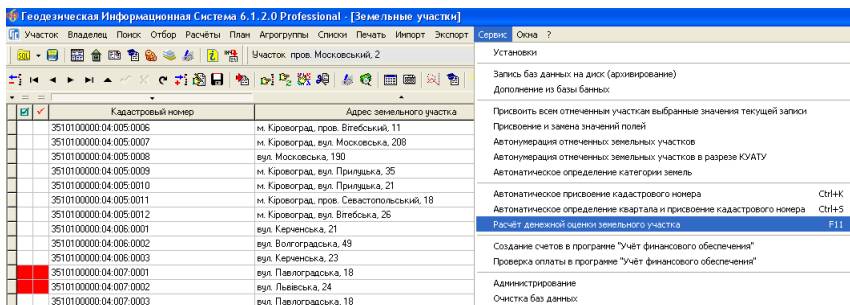 Геодезическая Информационная Система 6.1.2.0 Professional - [Земельные участки]
Участок Владелец Поиск Отбор Расчёты План Агрогруппы Списки Печать Импорт Экспорт Сервис Окна ?
Участок пров. Московський, 2
Кадастровый номер Адрес земельного участка
3510100000:04:005:0006 м. Кіровоград, пров. Вітебський, 11
3510100000:04:005:0007 м. Кіровоград, вул. Московська, 208
3510100000:04:005:0008 вул. Московська, 190
3510100000:04:005:0009 м. Кіровоград, вул. Прилуцька, 35
3510100000:04:005:0010 м. Кіровоград, вул. Прилуцька, 21
3510100000:04:005:0011 м. Кіровоград, пров. Севастопольський, 18
3510100000:04:005:0012 м. Кіровоград, вул. Вітебська, 26
3510100000:04:006:0001 вул. Керченська, 21
3510100000:04:006:0002 вул. Волгоградська, 49
3510100000:04:006:0003 вул. Керченська, 23
3510100000:04:007:0001 вул. Павлоградська, 18
3510100000:04:007:0002 вул. Львівська, 24
3510100000:04:007:0003 вул. Павлоградська, 18
Установки
Запись баз данных на диск (архивирование)
Дополнение из базы банных
Присвоить всем отмеченным участкам выбранные значения текущей записи
Присвоение и замена значений полей
Автонумерация отмеченных земельных участков
Автонумерация отмеченных земельных участков в разрезе КУАТУ
Автоматическое определение категории земель
Автоматическое присвоение кадастрового номера Ctrl+K
Автоматическое определение квартала и присвоение кадастрового номера Ctrl+S
Расчёт денежной оценки земельного участка F11
Создание счетов в программе "Учёт финансового обеспечения"
Проверка оплаты в программе "Учёт финансового обеспечения"
Администрирование
Очистка баз данных